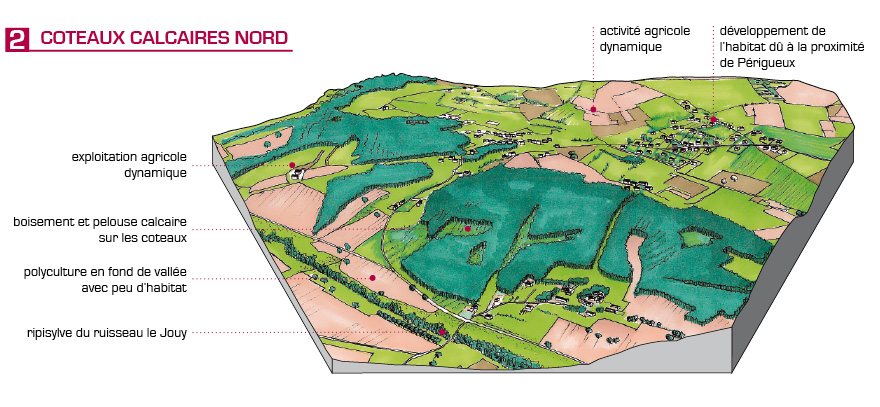 2 COTEAUX CALCAIRES NORD
activité agricole
dynamique
développement de
l'habitat dû à la proximité
de Périgueux
exploitation agricole
dynamique
boisement et pelouse calcaire
sur les coteaux
polyculture en fond de vallée
avec peu d'habitat
ripisylve du ruisseau le Jouy